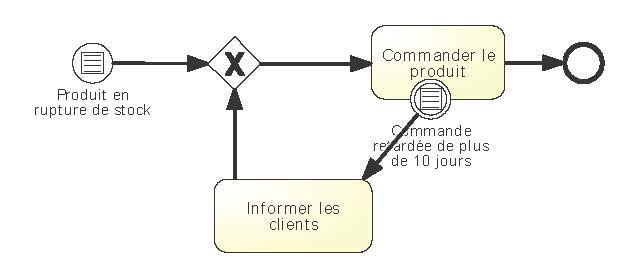 Commander le
produit
Produit en
rupture de stock
Commande
retardée de plus
de 10 jours
Informer les
clients